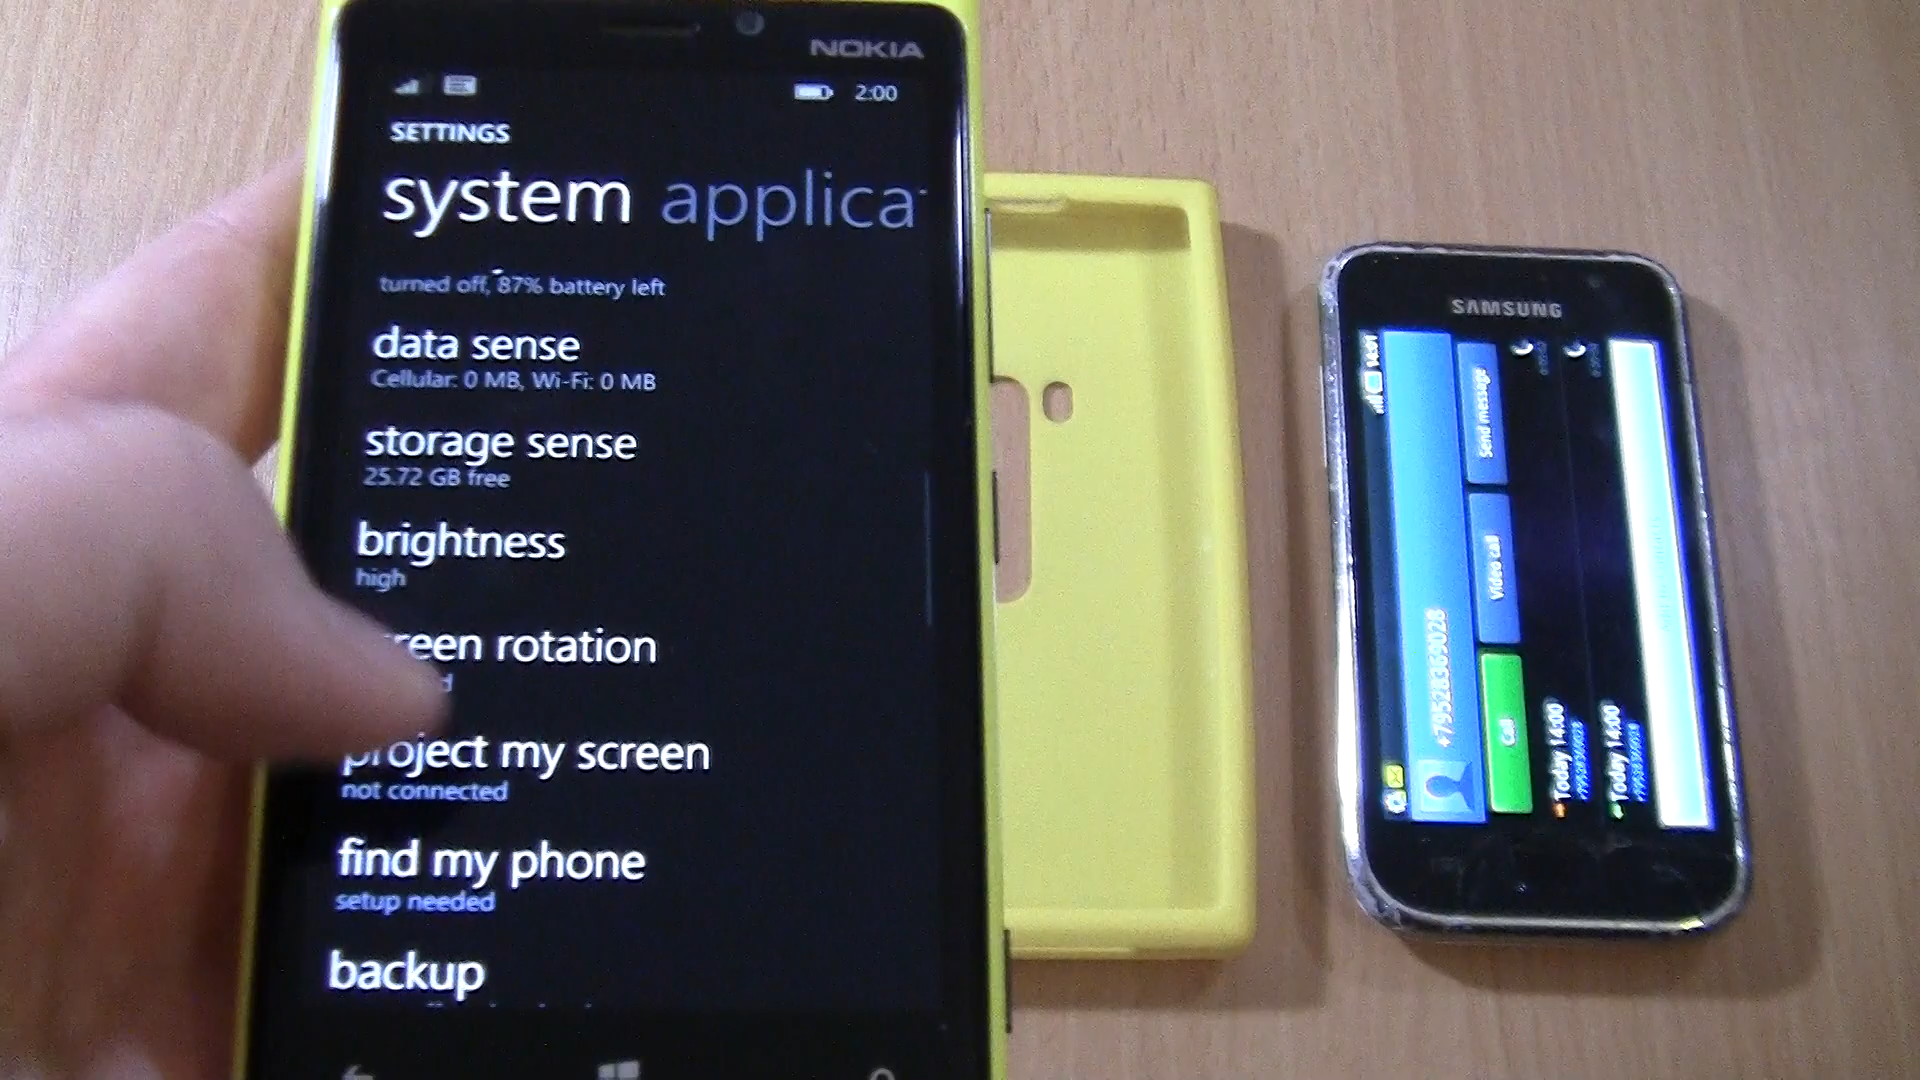 NOKIA
2:00
SETTINGS
system applica
turned off, 87% battery left
data sense
Cellular: 0 MB, Wi-Fi: 0 MB
storage sense
25.72 GB free
brightness
high
reen rotation
d
project my screen
not connected
find my phone
setup needed
backup
SAMSUNG
+79528369028
Call
Video call
Send message
Today 14:00
Today 14:00